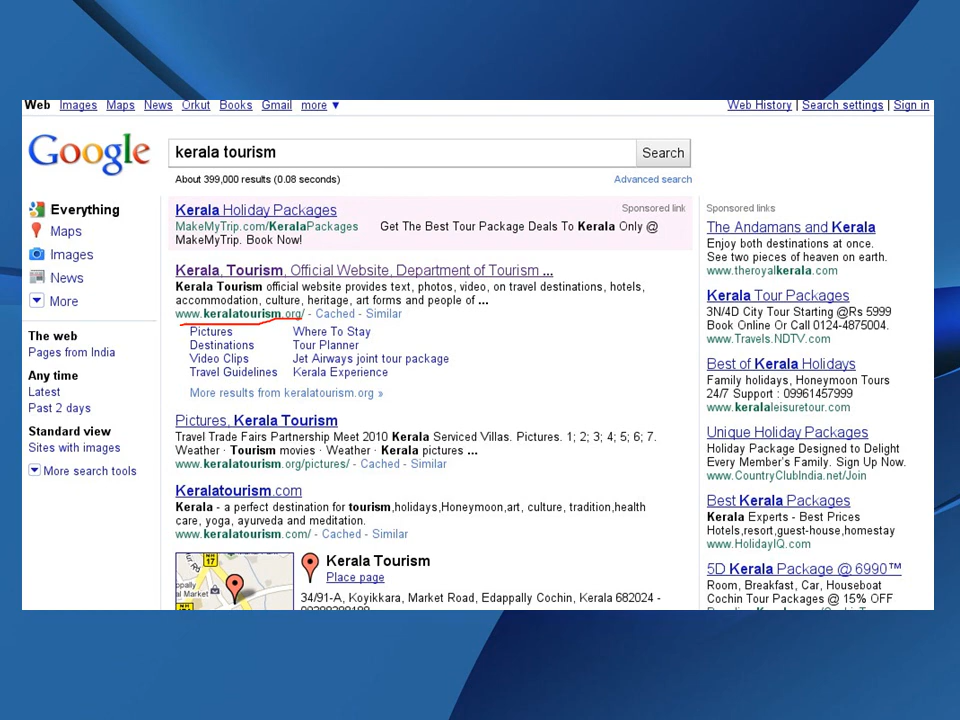 Web Images Maps News Orkut Books Gmail more ▼
Web History | Search settings | Sign in
Google
kerala tourism
Search
About 399,000 results (0.08 seconds)
Advanced search
Everything
Maps
Images
News
More
The web
Pages from India
Any time
Latest
Past 2 days
Standard view
Sites with images
More search tools
Kerala Holiday Packages
Sponsored link
MakeMyTrip.com/KeralaPackages Get The Best Tour Package Deals To Kerala Only @
MakeMyTrip. Book Now!
Kerala, Tourism, Official Website, Department of Tourism ...
Kerala Tourism official website provides text, photos, video, on travel destinations, hotels,
accommodation, culture, heritage, art forms and people of ...
www.keralatourism.org/ - Cached - Similar
Pictures Where To Stay
Destinations Tour Planner
Video Clips Jet Airways joint tour package
Travel Guidelines Kerala Experience
More results from keralatourism.org »
Pictures, Kerala Tourism
Travel Trade Fairs Partnership Meet 2010 Kerala Serviced Villas. Pictures. 1; 2; 3; 4; 5; 6; 7.
Weather · Tourism movies · Weather · Kerala pictures ...
www.keralatourism.org/pictures/ - Cached - Similar
Keralatourism.com
Kerala - a perfect destination for tourism,holidays,Honeymoon,art, culture, tradition,health
care, yoga, ayurveda and meditation.
www.keralatourism.com/ - Cached - Similar
NH
17
Kerala Tourism
Place page
34/91-A, Koyikkara, Market Road, Edappally Cochin, Kerala 682024 -
Sponsored links
The Andamans and Kerala
Enjoy both destinations at once.
See two pieces of heaven on earth.
www.theroyalkerala.com
Kerala Tour Packages
3N/4D City Tour Starting @Rs 5999
Book Online Or Call 0124-4875004.
www.Travels.NDTV.com
Best of Kerala Holidays
Family holidays, Honeymoon Tours
24/7 Support : 09961457999
www.keralaleisuretour.com
Unique Holiday Packages
Holiday Package Designed to Delight
Every Member's Family. Sign Up Now.
www.CountryClubIndia.net/Join
Best Kerala Packages
Kerala Experts - Best Prices
Hotels,resort,guest-house,homestay
www.HolidayIQ.com
5D Kerala Package @ 6990™
Room, Breakfast, Car, Houseboat
Cochin Tour Packages @ 15% OFF